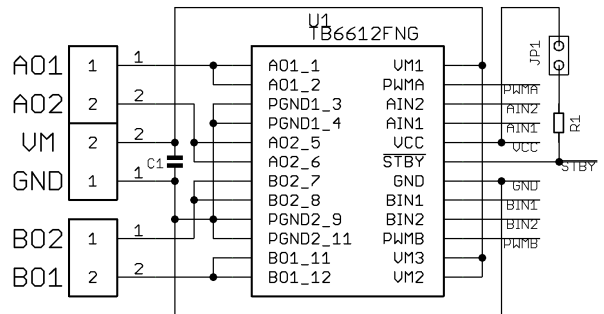 U1
TB6612FNG
AO1 1 1 AO1_1 VM1
AO1_2 PWMA PWMA
AO2 2 2 PGND1_3 AIN2 AIN2
PGND1_4 AIN1 AIN1
VM 2 2 AO2_5 VCC VCC
C1 AO2_6 STBY STBY
GND 1 1 BO2_7 GND GND
BO2_8 BIN1 BIN1
PGND2_9 BIN2 BIN2
BO2 1 1 PGND2_11 PWMB PWMB
BO1_11 VM3
BO1 2 2 BO1_12 VM2
JP1
R1